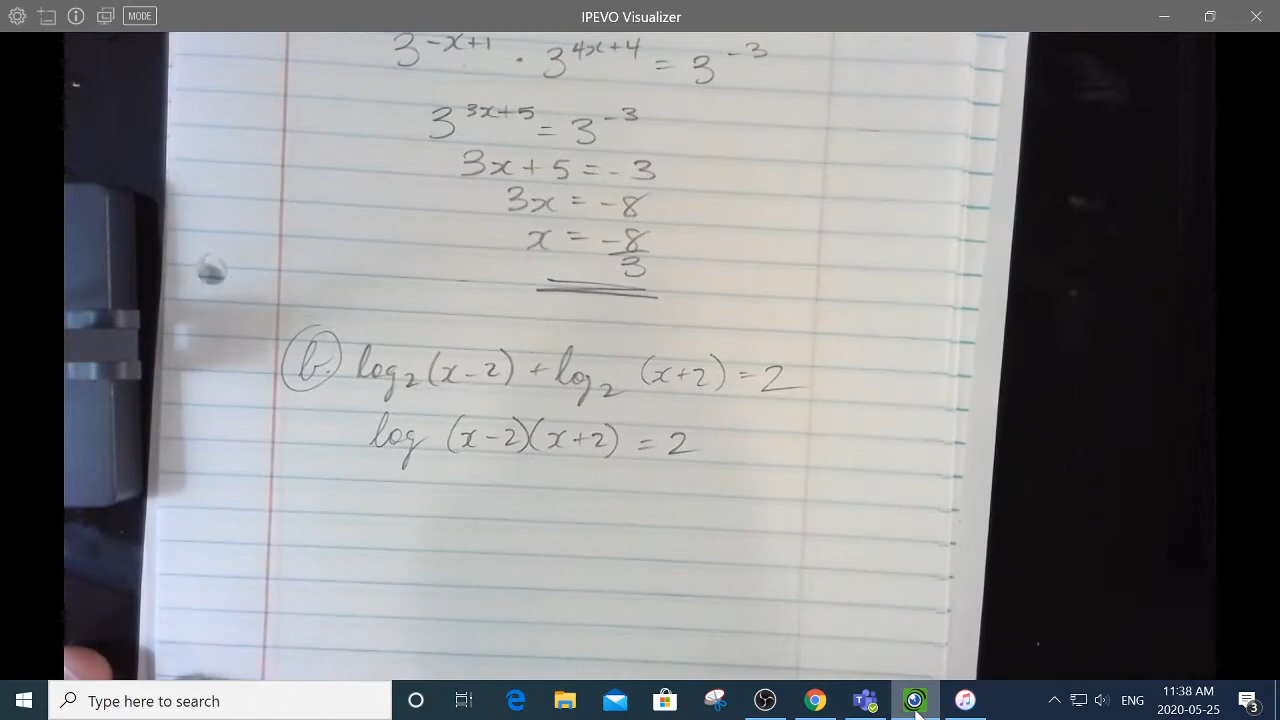 MODE
IPEVO Visualizer
3^{-x+1} · 3^{4x+4} = 3^{-3}
3^{3x+5} = 3^{-3}
3x + 5 = -3
3x = -8
x = -8/3
b. log₂(x-2) + log₂ (x+2) = 2
log (x-2)(x+2) = 2
Type here to search
ENG
11:38 AM
2020-05-25
3